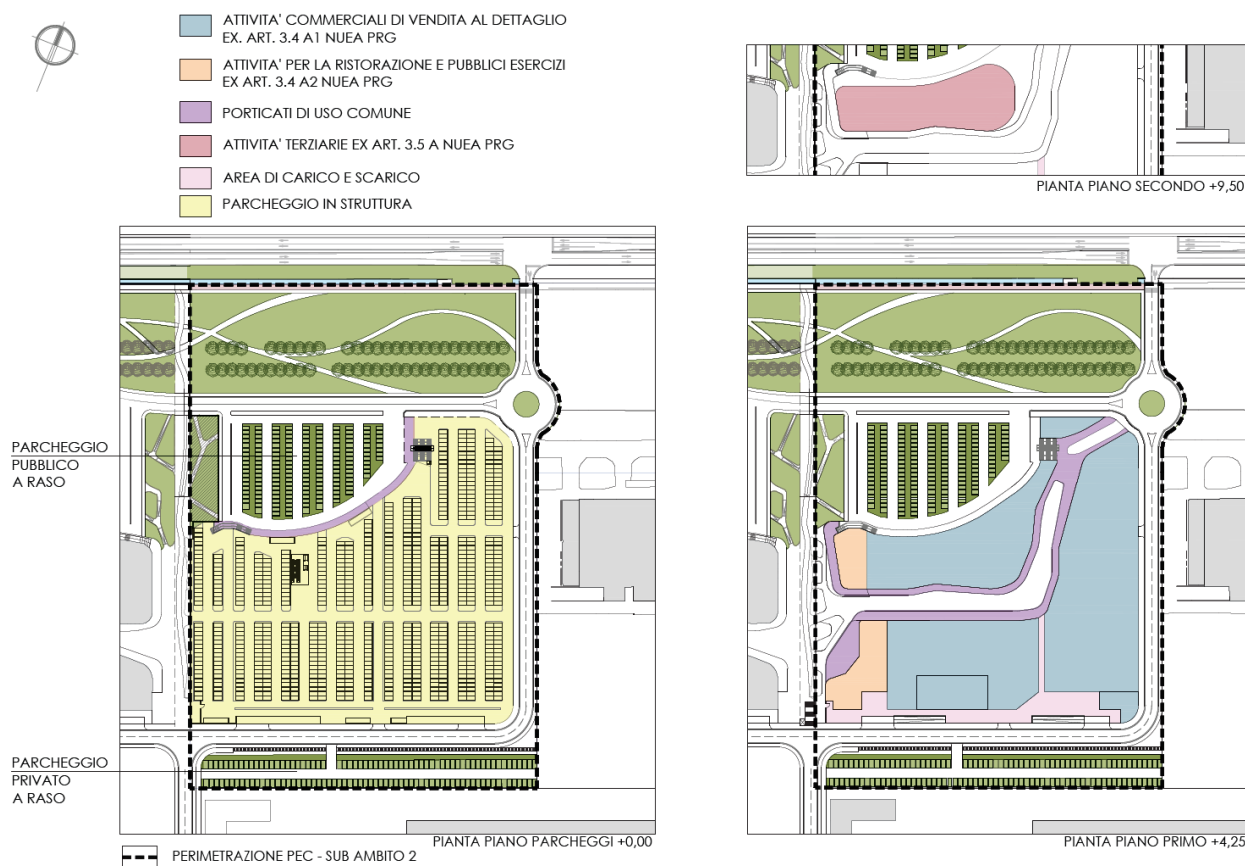 ATTIVITA' COMMERCIALI DI VENDITA AL DETTAGLIO
EX. ART. 3.4 A1 NUEA PRG
ATTIVITA' PER LA RISTORAZIONE E PUBBLICI ESERCIZI
EX ART. 3.4 A2 NUEA PRG
PORTICATI DI USO COMUNE
ATTIVITA' TERZIARIE EX ART. 3.5 A NUEA PRG
AREA DI CARICO E SCARICO
PARCHEGGIO IN STRUTTURA
PIANTA PIANO SECONDO +9,50
PARCHEGGIO
PUBBLICO
A RASO
PARCHEGGIO
PRIVATO
A RASO
PIANTA PIANO PARCHEGGI +0,00
PIANTA PIANO PRIMO +4,25
PERIMETRAZIONE PEC - SUB AMBITO 2